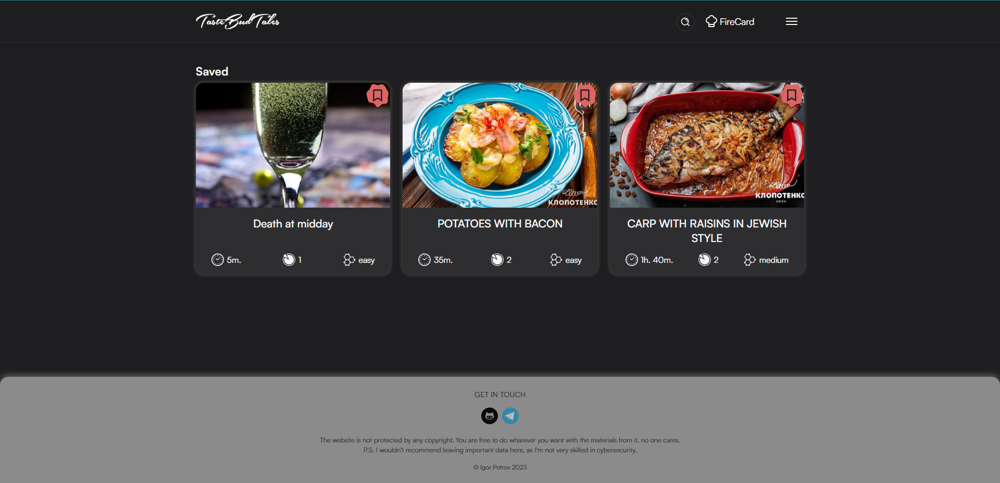 TasteBudTales
FireCard
Saved
КЛОПОТЕНКО
КЛОПОТЕНКО
ЄВГЕН
Death at midday
POTATOES WITH BACON
CARP WITH RAISINS IN JEWISH
STYLE
5m.
1
easy
35m.
2
easy
1h. 40m.
2
medium
GET IN TOUCH
The website is not protected by any copyright. You are free to do whatever you want with the materials from it, no one cares.
P.S. I wouldn't recommend leaving important data here, as I'm not very skilled in cybersecurity.
© Igor Petrov 2023